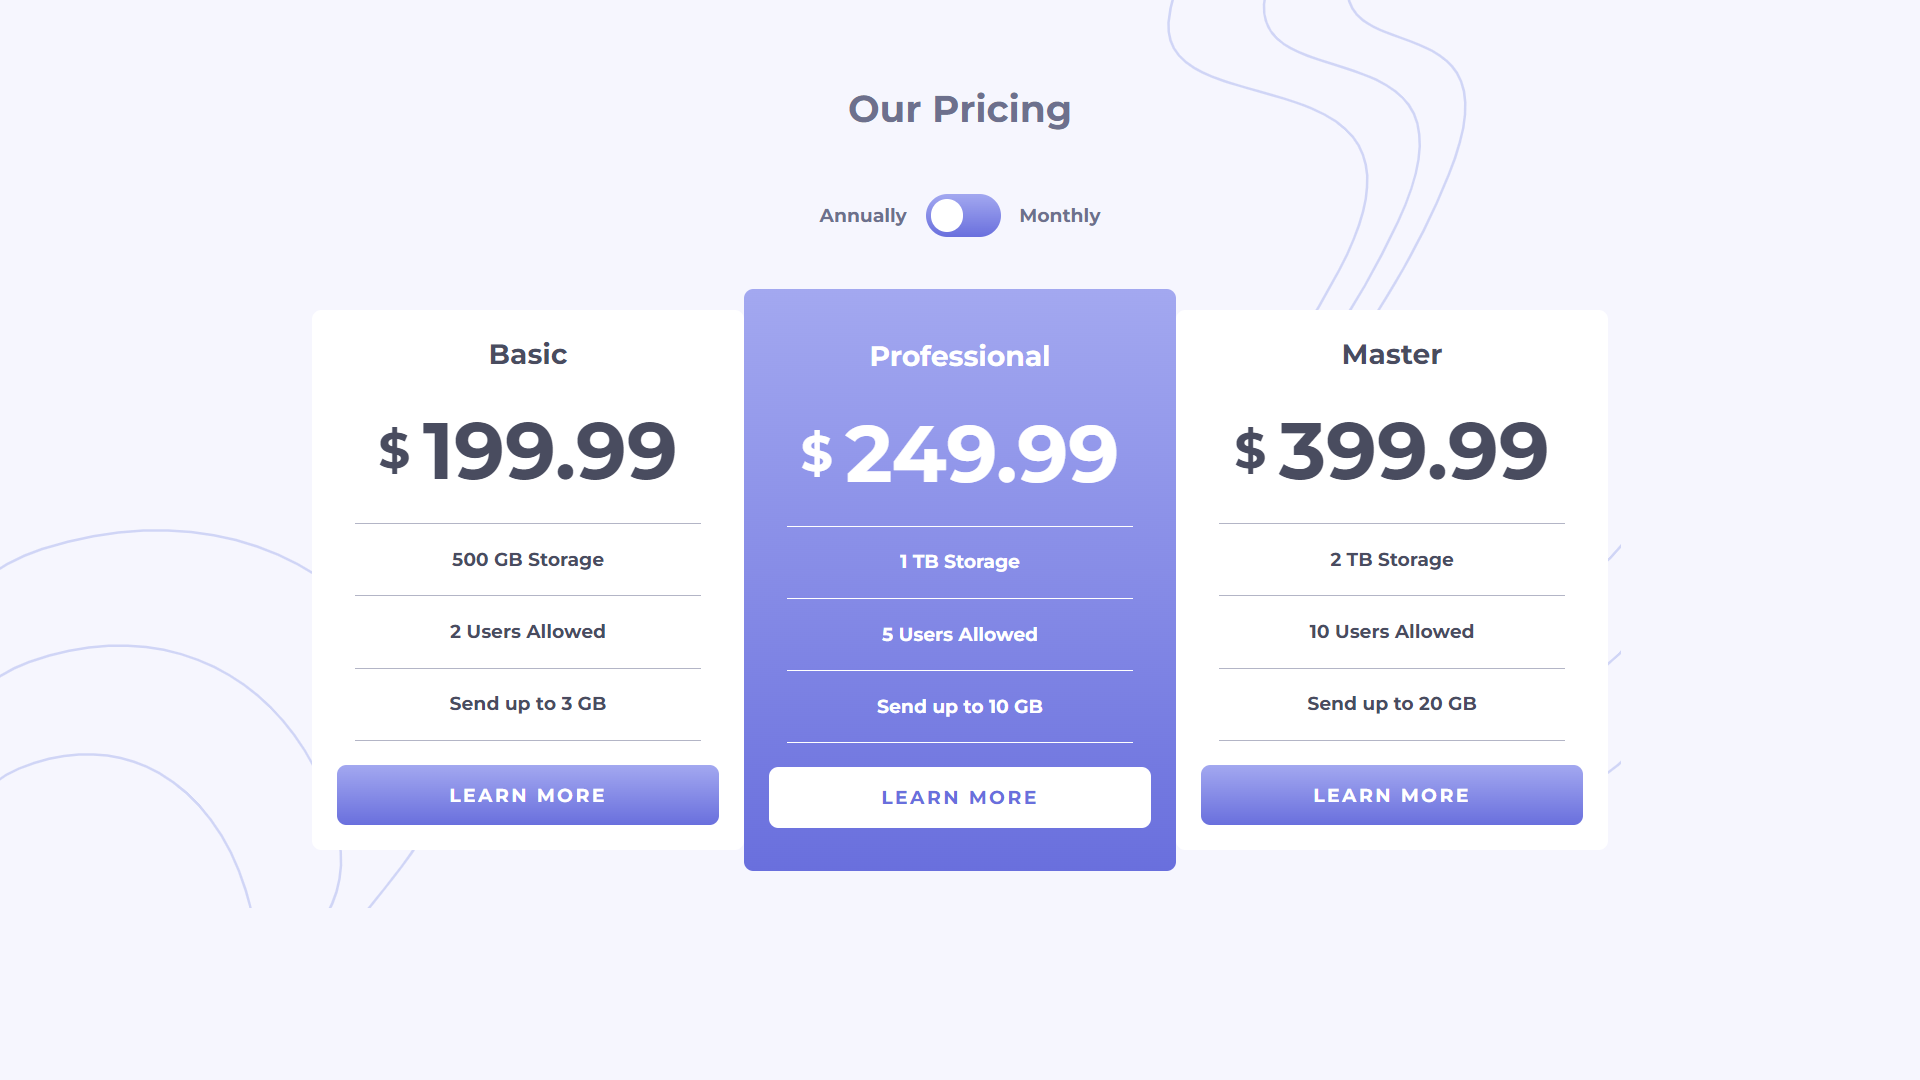 Our Pricing
Annually Monthly
Basic
$ 199.99
500 GB Storage
2 Users Allowed
Send up to 3 GB
LEARN MORE
Professional
$ 249.99
1 TB Storage
5 Users Allowed
Send up to 10 GB
LEARN MORE
Master
$ 399.99
2 TB Storage
10 Users Allowed
Send up to 20 GB
LEARN MORE